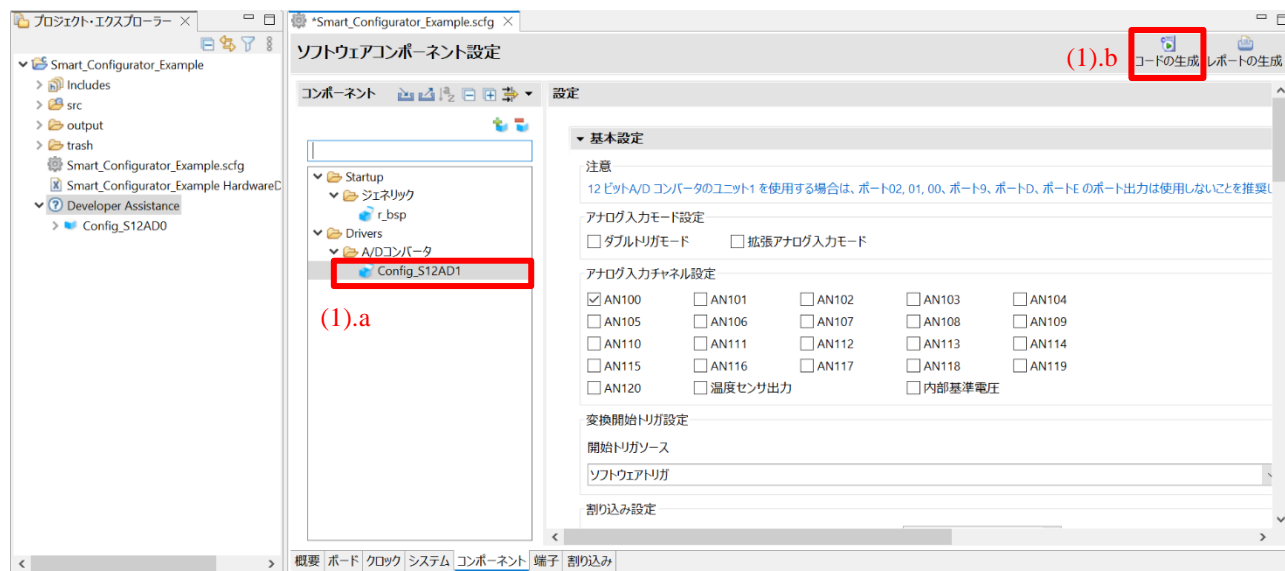 プロジェクト・エクスプローラー
Smart_Configurator_Example
Includes
src
output
trash
Smart_Configurator_Example.scfg
Smart_Configurator_Example HardwareD
Developer Assistance
Config_S12AD0
*Smart_Configurator_Example.scfg
ソフトウェアコンポーネント設定
(1).b
コードの生成 レポートの生成
コンポーネント
設定
Startup
ジェネリック
r_bsp
Drivers
A/Dコンバータ
Config_S12AD1
(1).a
基本設定
注意
12 ビットA/D コンバータのユニット1 を使用する場合は、ポート02, 01, 00、ポート9、ポートD、ポートE のポート出力は使用しないことを推奨し
アナログ入力モード設定
ダブルトリガモード 拡張アナログ入力モード
アナログ入力チャネル設定
AN100 AN101 AN102 AN103 AN104
AN105 AN106 AN107 AN108 AN109
AN110 AN111 AN112 AN113 AN114
AN115 AN116 AN117 AN118 AN119
AN120 温度センサ出力 内部基準電圧
変換開始トリガ設定
開始トリガソース
ソフトウェアトリガ
割り込み設定
概要 ボード クロック システム コンポーネント 端子 割り込み